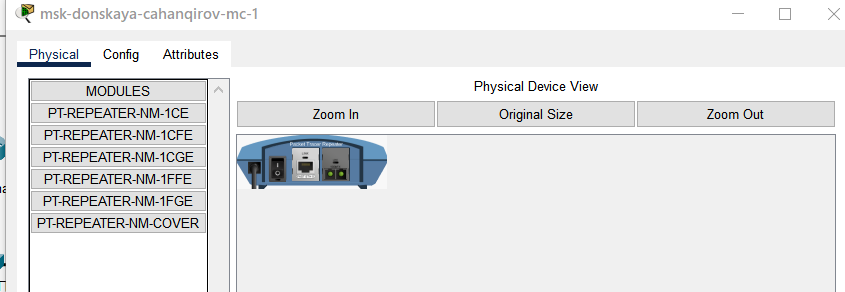 msk-donskaya-cahanqirov-mc-1
Physical Config Attributes
MODULES
PT-REPEATER-NM-1CE
PT-REPEATER-NM-1CFE
PT-REPEATER-NM-1CGE
PT-REPEATER-NM-1FFE
PT-REPEATER-NM-1FGE
PT-REPEATER-NM-COVER
Physical Device View
Zoom In Original Size Zoom Out
Packet Tracer Repeater